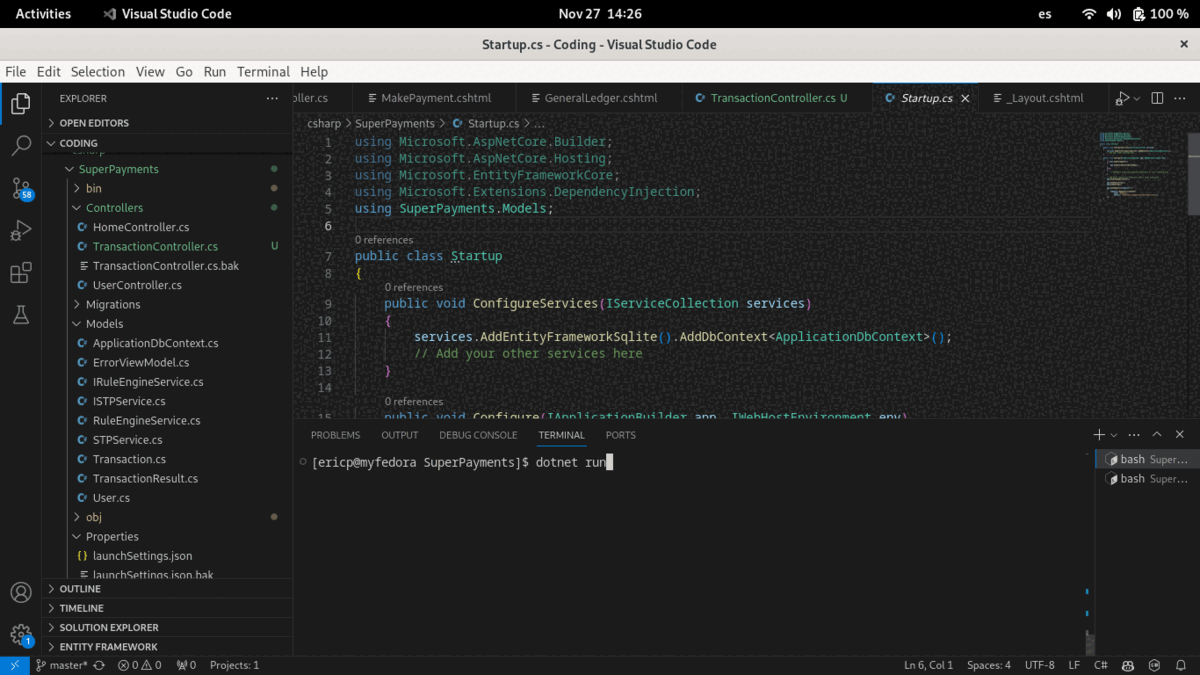 Activities Visual Studio Code Nov 27 14:26 es 100 %
Startup.cs - Coding - Visual Studio Code
File Edit Selection View Go Run Terminal Help
EXPLORER
OPEN EDITORS
CODING
SuperPayments
bin
Controllers
HomeController.cs
TransactionController.cs U
TransactionController.cs.bak
UserController.cs
Migrations
Models
ApplicationDbContext.cs
ErrorViewModel.cs
IRuleEngineService.cs
ISTPService.cs
RuleEngineService.cs
STPService.cs
Transaction.cs
TransactionResult.cs
User.cs
obj
Properties
launchSettings.json
launchSettings.json.bak
OUTLINE
TIMELINE
SOLUTION EXPLORER
ENTITY FRAMEWORK
58
1
oller.cs MakePayment.cshtml GeneralLedger.cshtml TransactionController.cs U Startup.cs _Layout.cshtml
csharp > SuperPayments > Startup.cs > ...
1 using Microsoft.AspNetCore.Builder;
2 using Microsoft.AspNetCore.Hosting;
3 using Microsoft.EntityFrameworkCore;
4 using Microsoft.Extensions.DependencyInjection;
5 using SuperPayments.Models;
6
0 references
7 public class Startup
8 {
0 references
9 public void ConfigureServices(IServiceCollection services)
10 {
11 services.AddEntityFrameworkSqlite().AddDbContext<ApplicationDbContext>();
12 // Add your other services here
13 }
14
0 references
15 public void Configure(IApplicationBuilder app, IWebHostEnvironment env)
PROBLEMS OUTPUT DEBUG CONSOLE TERMINAL PORTS
[ericp@myfedora SuperPayments]$ dotnet run
bash Super...
bash Super...
master* 0 0 0 Projects: 1 Ln 6, Col 1 Spaces: 4 UTF-8 LF C#